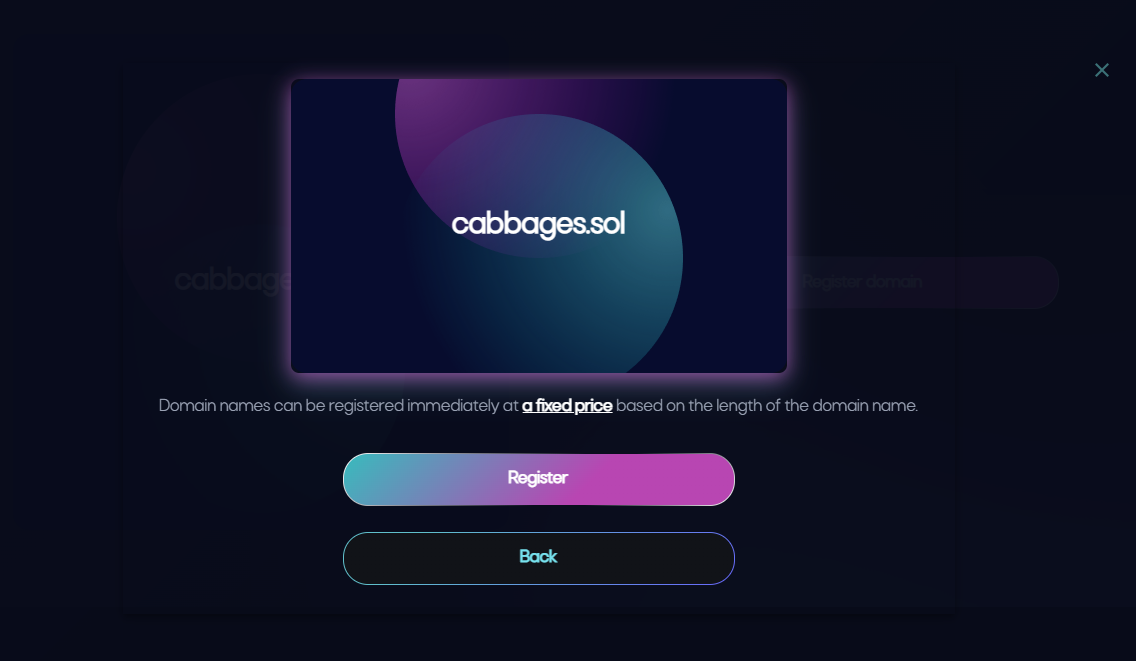 cabbages.sol
cabbage
Register domain
Domain names can be registered immediately at a fixed price based on the length of the domain name.
Register
Back